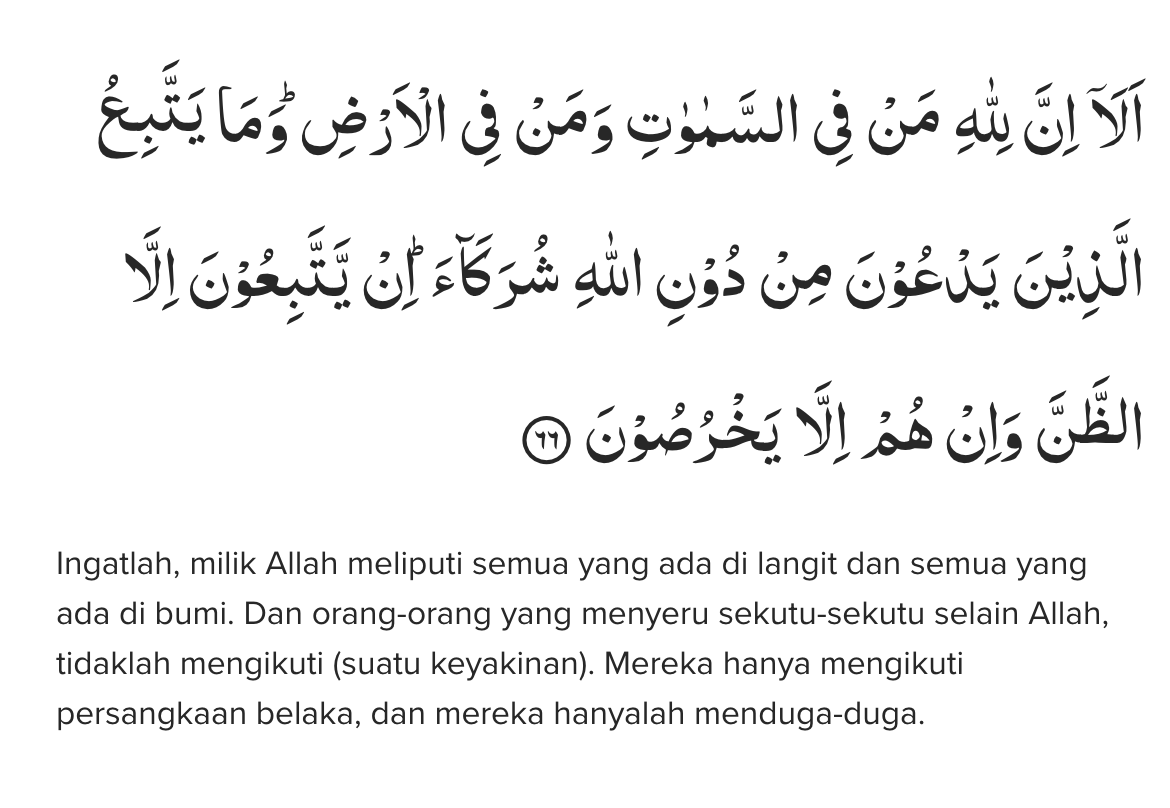 اَلَآ اِنَّ لِلّٰهِ مَنْ فِى السَّمٰوٰتِ وَمَنْ فِى الْاَرْضِۗ وَمَا يَتَّبِعُ
الَّذِيْنَ يَدْعُوْنَ مِنْ دُوْنِ اللّٰهِ شُرَكَاۤءَ ۗاِنْ يَّتَّبِعُوْنَ اِلَّا
الظَّنَّ وَاِنْ هُمْ اِلَّا يَخْرُصُوْنَ ٦٦
Ingatlah, milik Allah meliputi semua yang ada di langit dan semua yang
ada di bumi. Dan orang-orang yang menyeru sekutu-sekutu selain Allah,
tidaklah mengikuti (suatu keyakinan). Mereka hanya mengikuti
persangkaan belaka, dan mereka hanyalah menduga-duga.